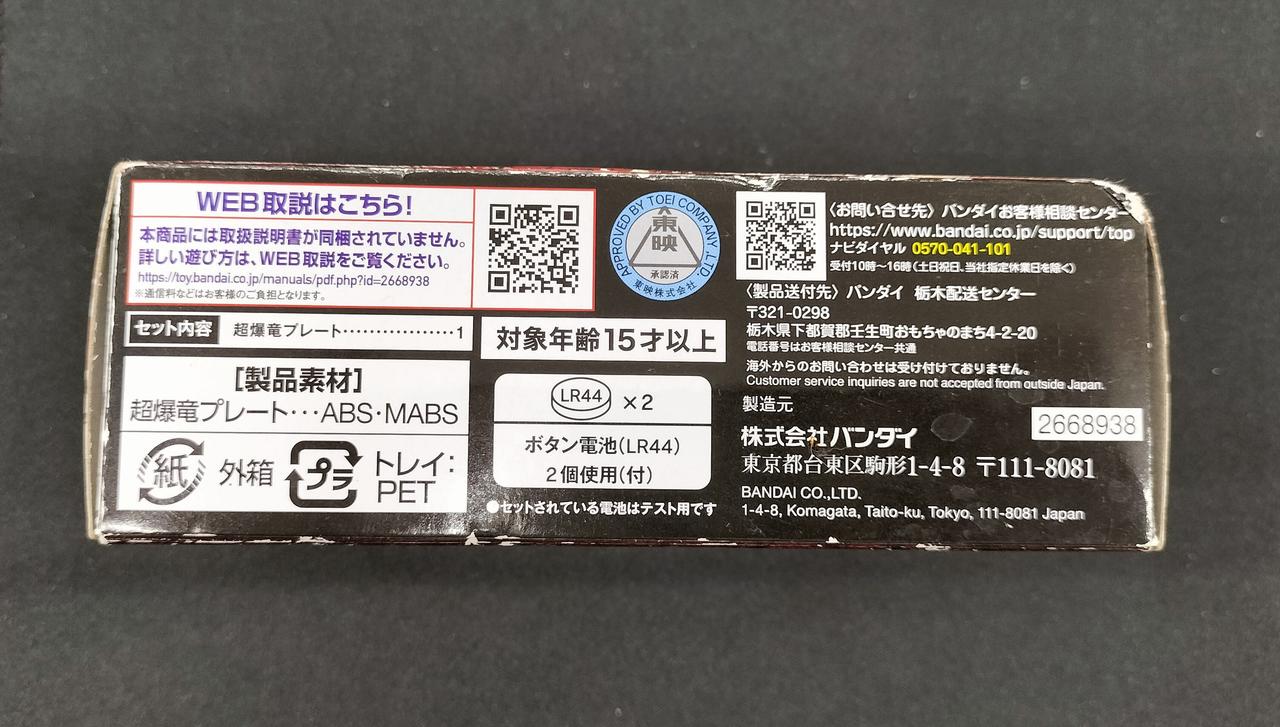 WEB取説はこちら!
本商品には取扱説明書が同梱されていません。
詳しい遊び方は、WEB取説をご覧ください。
https://toy.bandai.co.jp/manuals/pdf.php?id=2668938
※通信料などはお客様のご負担となります。
セット内容 超爆竜プレート………………1
[製品素材]
超爆竜プレート…ABS・MABS
紙 外箱 プラ トレイ:
PET
APPROVED BY TOEI COMPANY, LTD
東映
承認済
東映株式会社
対象年齢15才以上
LR44 ×2
ボタン電池(LR44)
2個使用(付)
●セットされている電池はテスト用です
〈お問い合せ先〉バンダイお客様相談センター
https://www.bandai.co.jp/support/top
ナビダイヤル 0570-041-101
受付10時〜16時(土日祝日、当社指定休業日を除く)
〈製品送付先〉バンダイ 栃木配送センター
〒321-0298
栃木県下都賀郡壬生町おもちゃのまち4-2-20
電話番号はお客様相談センター共通
海外からのお問い合わせは受け付けておりません。
Customer service inquiries are not accepted from outside Japan.
製造元
2668938
株式会社バンダイ
東京都台東区駒形1-4-8 〒111-8081
BANDAI CO.,LTD.
1-4-8, Komagata, Taito-ku, Tokyo, 111-8081 Japan